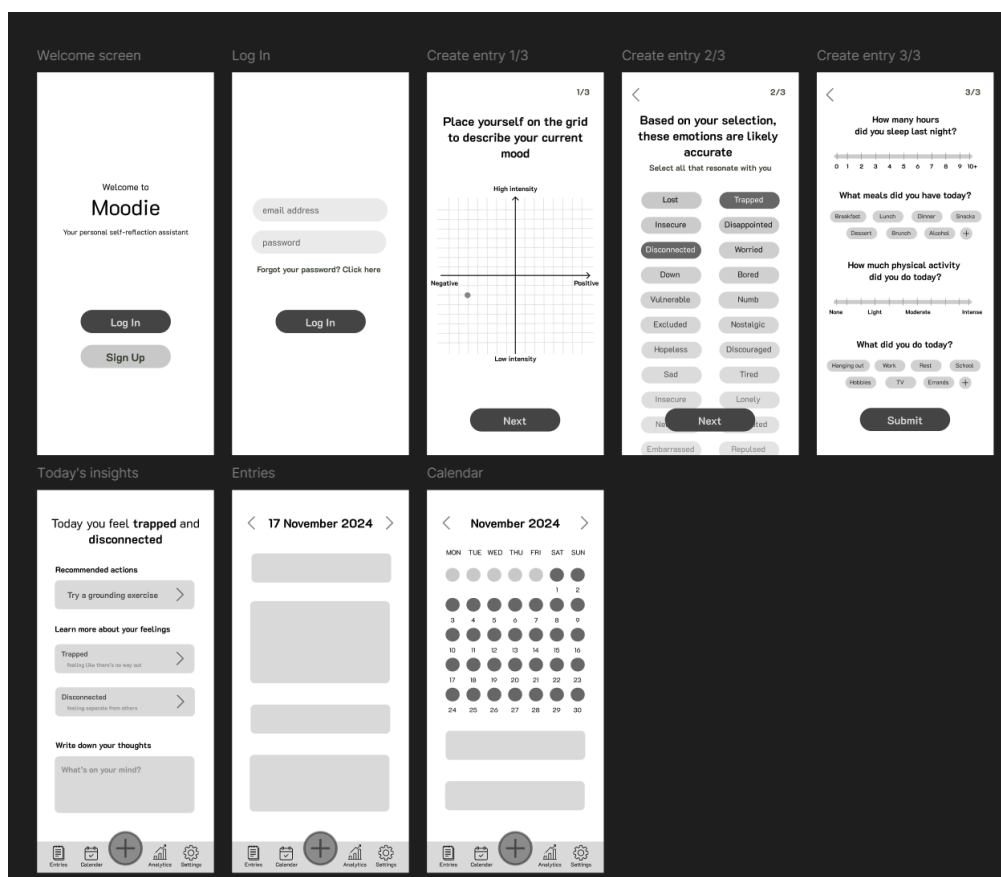 Welcome screen
Welcome to
Moodie
Your personal self-reflection assistant
Log In
Sign Up
Log In
email address
password
Forgot your password? Click here
Log In
Create entry 1/3
1/3
Place yourself on the grid
to describe your current
mood
High intensity
Negative
Positive
Low intensity
Next
Create entry 2/3
2/3
Based on your selection,
these emotions are likely
accurate
Select all that resonate with you
Lost Trapped
Insecure Disappointed
Disconnected Worried
Down Bored
Vulnerable Numb
Excluded Nostalgic
Hopeless Discouraged
Sad Tired
Insecure Lonely
Next
Embarrassed Repulsed
Create entry 3/3
3/3
How many hours
did you sleep last night?
0 1 2 3 4 5 6 7 8 9 10+
What meals did you have today?
Breakfast Lunch Dinner Snacks
Dessert Brunch Alcohol +
How much physical activity
did you do today?
None Light Moderate Intense
What did you do today?
Hanging out Work Rest School
Hobbies TV Errands +
Submit
Today's insights
Today you feel trapped and
disconnected
Recommended actions
Try a grounding exercise
Learn more about your feelings
Trapped
feeling like there's no way out
Disconnected
feeling seperate from others
Write down your thoughts
What's on your mind?
Entries Calendar Analytics Settings
Entries
17 November 2024
Entries Calendar Analytics Settings
Calendar
November 2024
MON TUE WED THU FRI SAT SUN
1 2
3 4 5 6 7 8 9
10 11 12 13 14 15 16
17 18 19 20 21 22 23
24 25 26 27 28 29 30
Entries Calendar Analytics Settings